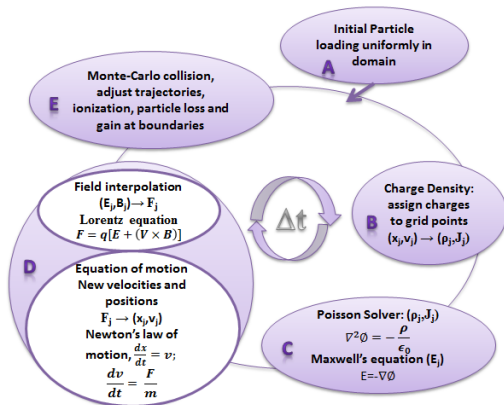 Initial Particle
loading uniformly in
domain
A
Charge Density:
assign charges
to grid points
(xⱼ,vⱼ) → (ρⱼ,Jⱼ)
B
Poisson Solver: (ρⱼ,Jⱼ)
∇²Ø = −ρ/ϵ₀
Maxwell's equation (Eⱼ)
E=-∇Ø
C
Field interpolation
(Eⱼ,Bⱼ)→ Fⱼ
Lorentz equation
F = q[E + (V × B)]
D
Equation of motion
New velocities and
positions
Fⱼ → (xⱼ,vⱼ)
Newton's law of
motion, dx/dt = v;
dv/dt = F/m
E
Monte-Carlo collision,
adjust trajectories,
ionization, particle loss and
gain at boundaries
Δt